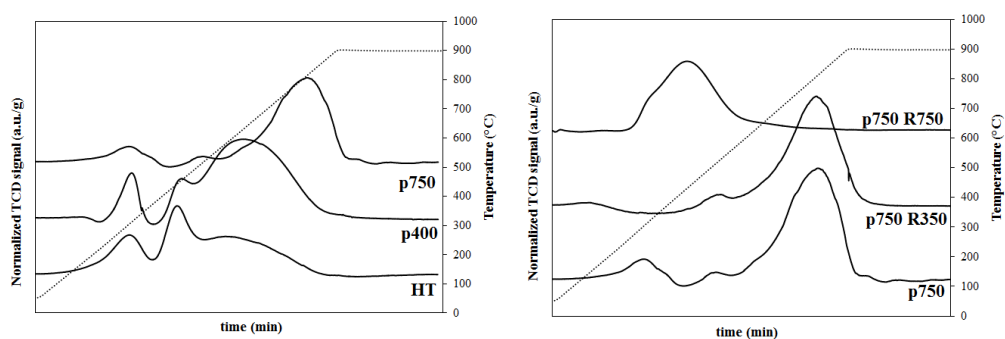 Normalized TCD signal (a.u./g)
1000
900
800
700
600
500
400
300
200
100
0
Temperature (°C)
p750
p400
HT
time (min)
Normalized TCD signal (a.u./g)
1000
900
800
700
600
500
400
300
200
100
0
Temperature (°C)
p750 R750
p750 R350
p750
time (min)